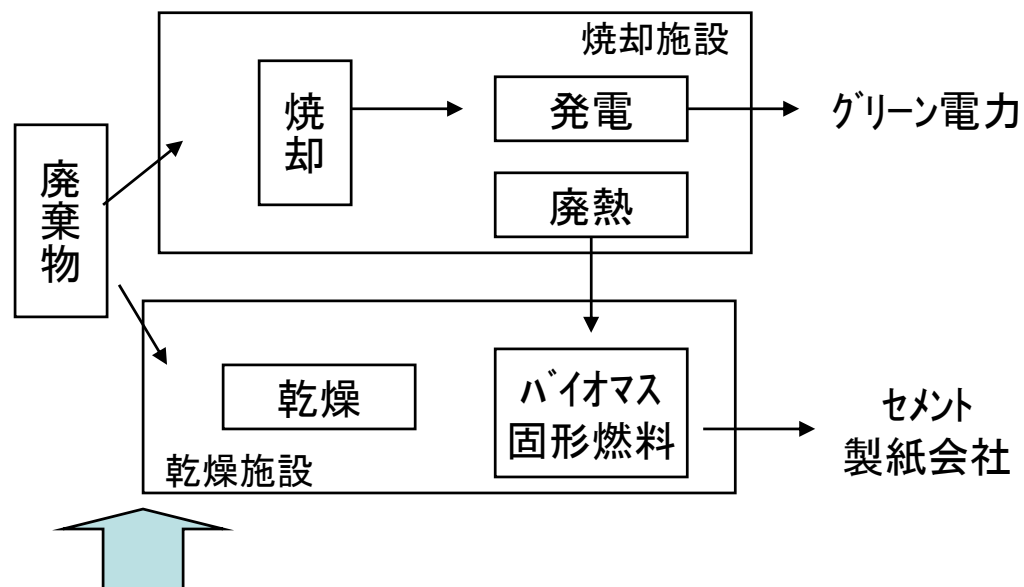 焼却施設
焼
却
発電
グリーン電力
廃
棄
物
廃熱
乾燥
バイオマス
固形燃料
セメント
製紙会社
乾燥施設